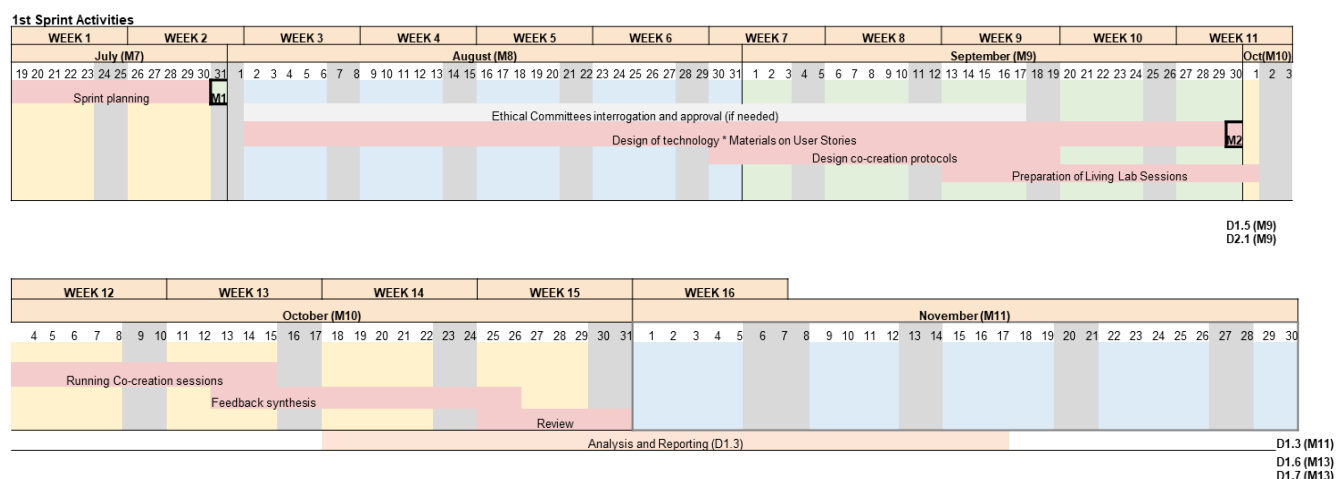 1st Sprint Activities
WEEK 1 WEEK 2 WEEK 3 WEEK 4 WEEK 5 WEEK 6 WEEK 7 WEEK 8 WEEK 9 WEEK 10 WEEK 11
July (M7) August (M8) September (M9) Oct(M10)
19 20 21 22 23 24 25 26 27 28 29 30 31 1 2 3 4 5 6 7 8 9 10 11 12 13 14 15 16 17 18 19 20 21 22 23 24 25 26 27 28 29 30 31 1 2 3 4 5 6 7 8 9 10 11 12 13 14 15 16 17 18 19 20 21 22 23 24 25 26 27 28 29 30 1 2 3
Sprint planning M1
Ethical Committees interrogation and approval (if needed)
Design of technology * Materials on User Stories M2
Design co-creation protocols
Preparation of Living Lab Sessions
D1.5 (M9)
D2.1 (M9)
WEEK 12 WEEK 13 WEEK 14 WEEK 15 WEEK 16
October (M10) November (M11)
4 5 6 7 8 9 10 11 12 13 14 15 16 17 18 19 20 21 22 23 24 25 26 27 28 29 30 31 1 2 3 4 5 6 7 8 9 10 11 12 13 14 15 16 17 18 19 20 21 22 23 24 25 26 27 28 29 30
Running Co-creation sessions
Feedback synthesis
Review
Analysis and Reporting (D1.3) D1.3 (M11)
D1.6 (M13)
D1.7 (M13)